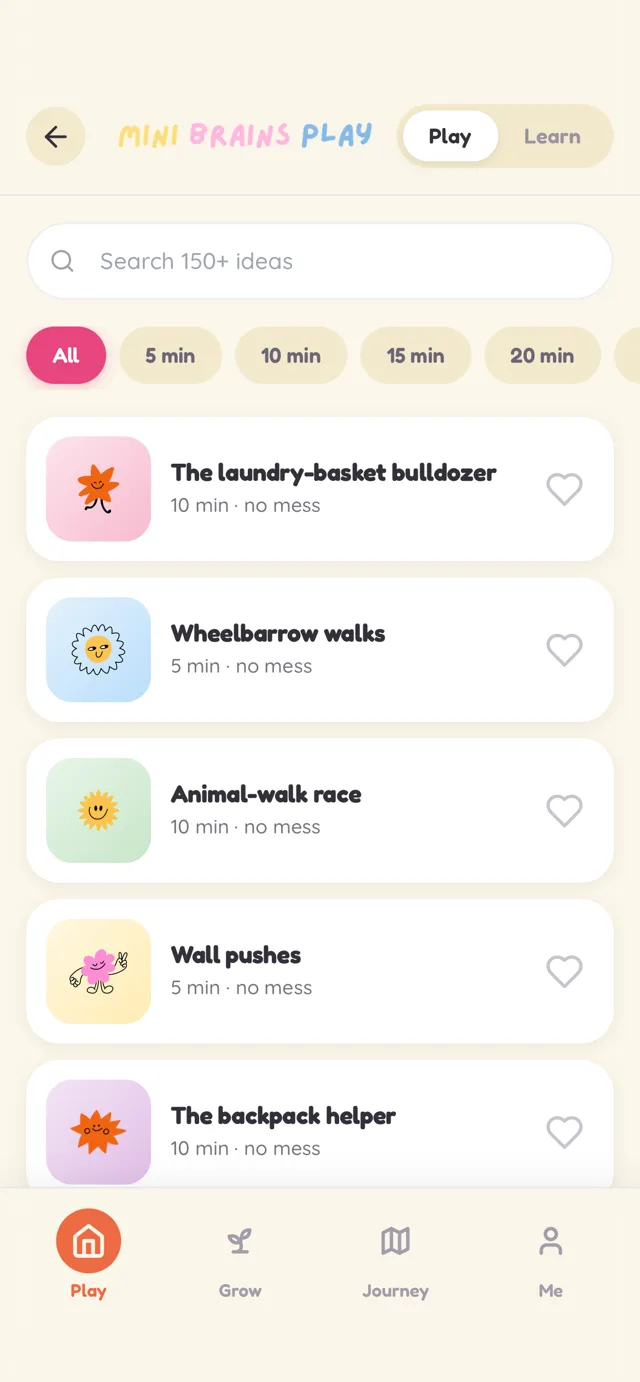 MINI BRAINS PLAY
Play
Learn
Search 150+ ideas
All
5 min
10 min
15 min
20 min
The laundry-basket bulldozer
10 min · no mess
Wheelbarrow walks
5 min · no mess
Animal-walk race
10 min · no mess
Wall pushes
5 min · no mess
The backpack helper
10 min · no mess
Play
Grow
Journey
Me